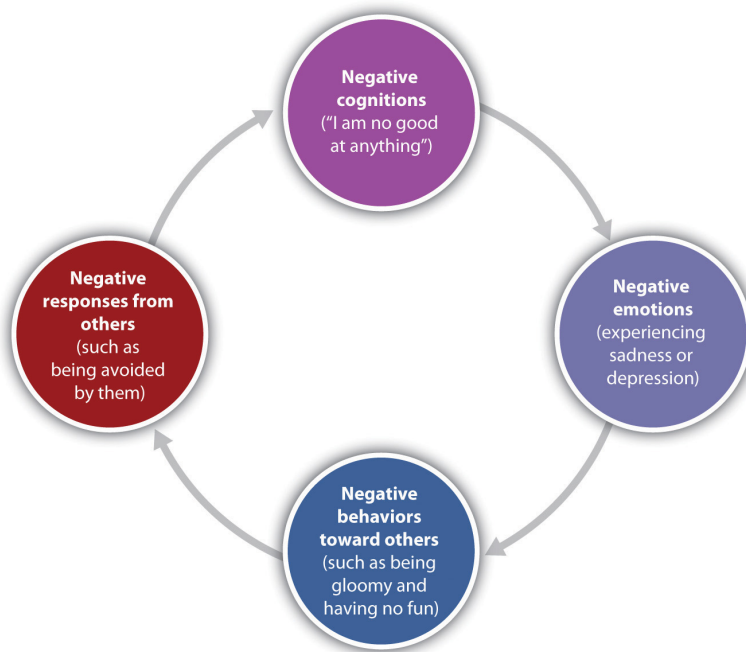 Negative
cognitions
(“I am no good
at anything”)
Negative
emotions
(experiencing
sadness or
depression)
Negative
behaviors
toward others
(such as being
gloomy and
having no fun)
Negative
responses from
others
(such as
being avoided
by them)